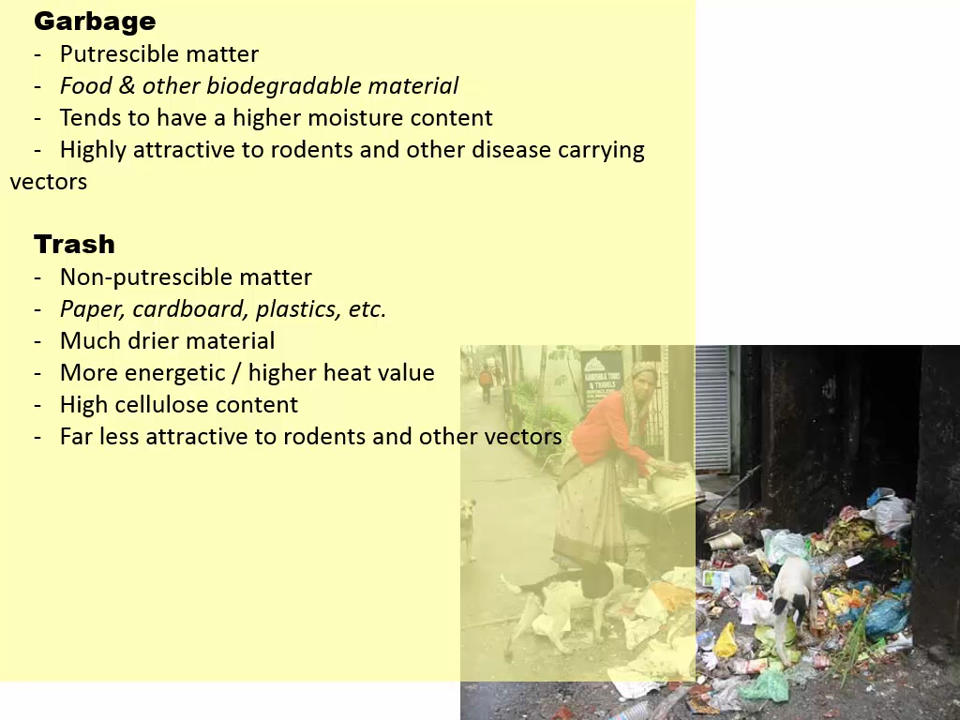 Garbage
- Putrescible matter
- Food & other biodegradable material
- Tends to have a higher moisture content
- Highly attractive to rodents and other disease carrying
vectors
Trash
- Non-putrescible matter
- Paper, cardboard, plastics, etc.
- Much drier material
- More energetic / higher heat value
- High cellulose content
- Far less attractive to rodents and other vectors
& TRAVELS